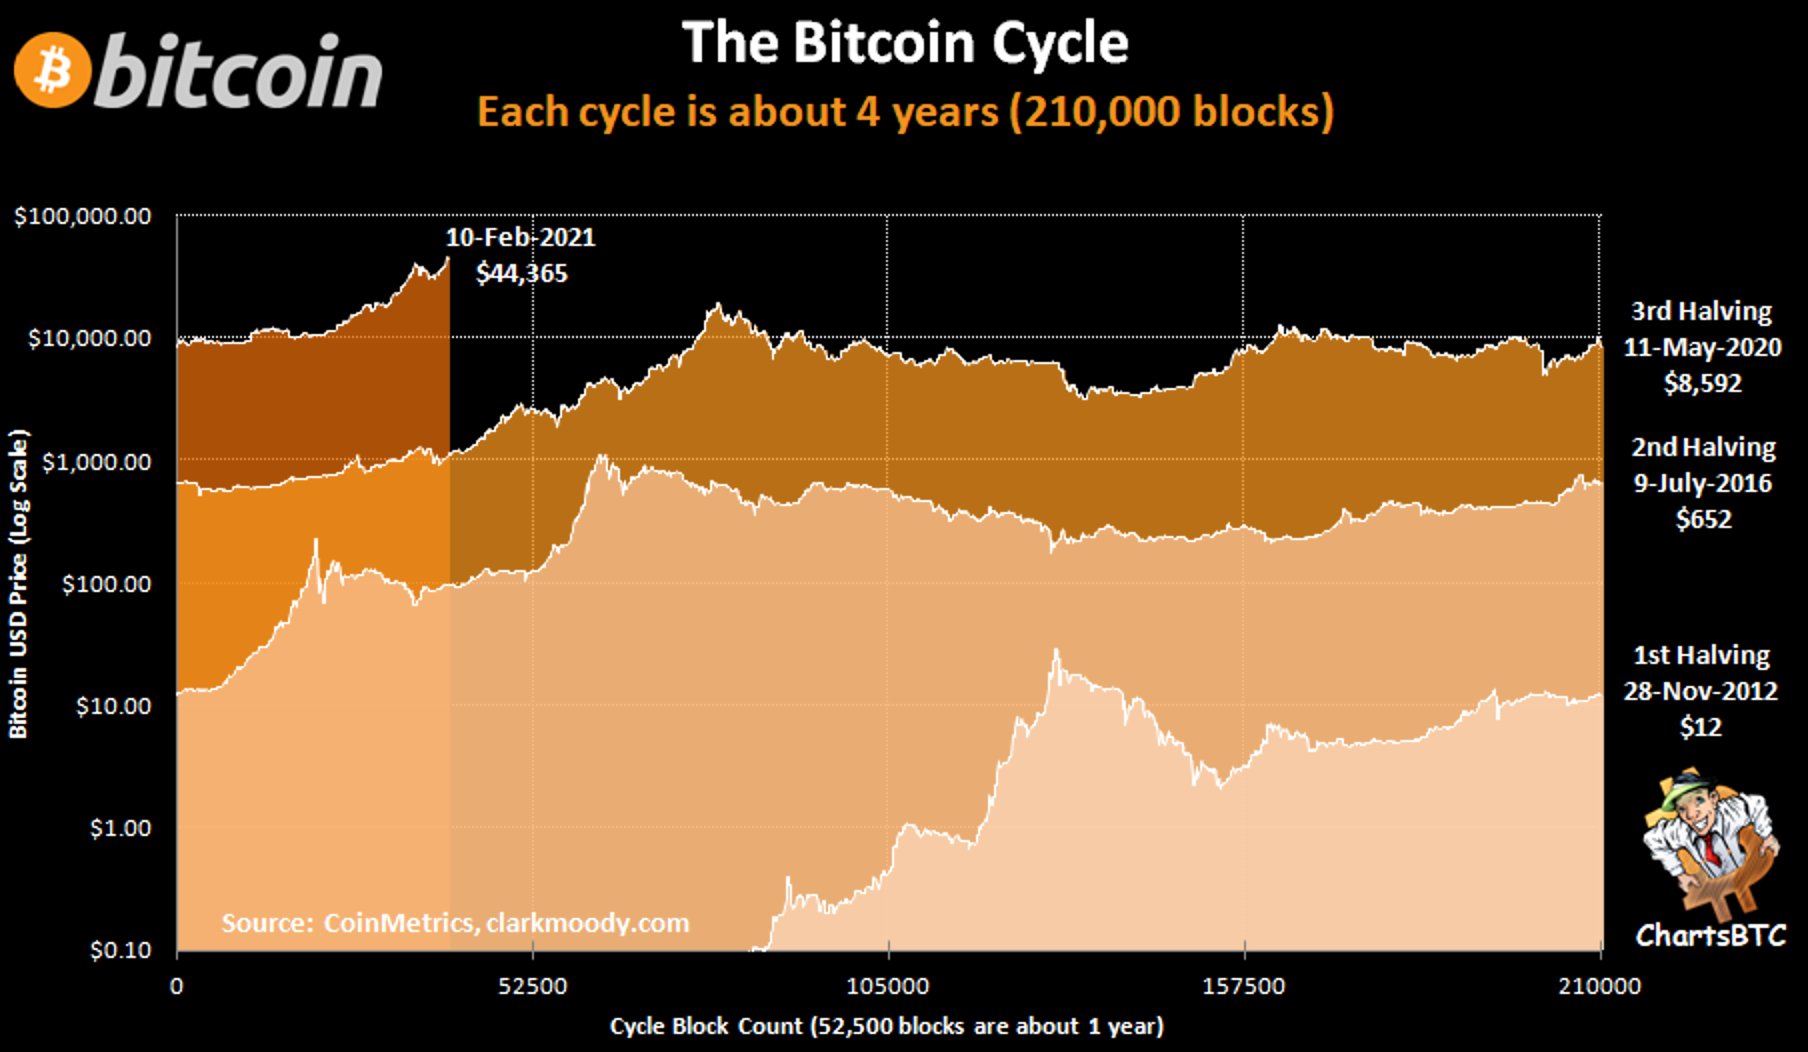 bitcoin
The Bitcoin Cycle
Each cycle is about 4 years (210,000 blocks)
$100,000.00
$10,000.00
$1,000.00
$100.00
$10.00
$1.00
$0.10
Bitcoin USD Price (Log Scale)
10-Feb-2021
$44,365
3rd Halving
11-May-2020
$8,592
2nd Halving
9-July-2016
$652
1st Halving
28-Nov-2012
$12
ChartsBTC
Source: CoinMetrics, clarkmoody.com
0
52500
105000
157500
210000
Cycle Block Count (52,500 blocks are about 1 year)